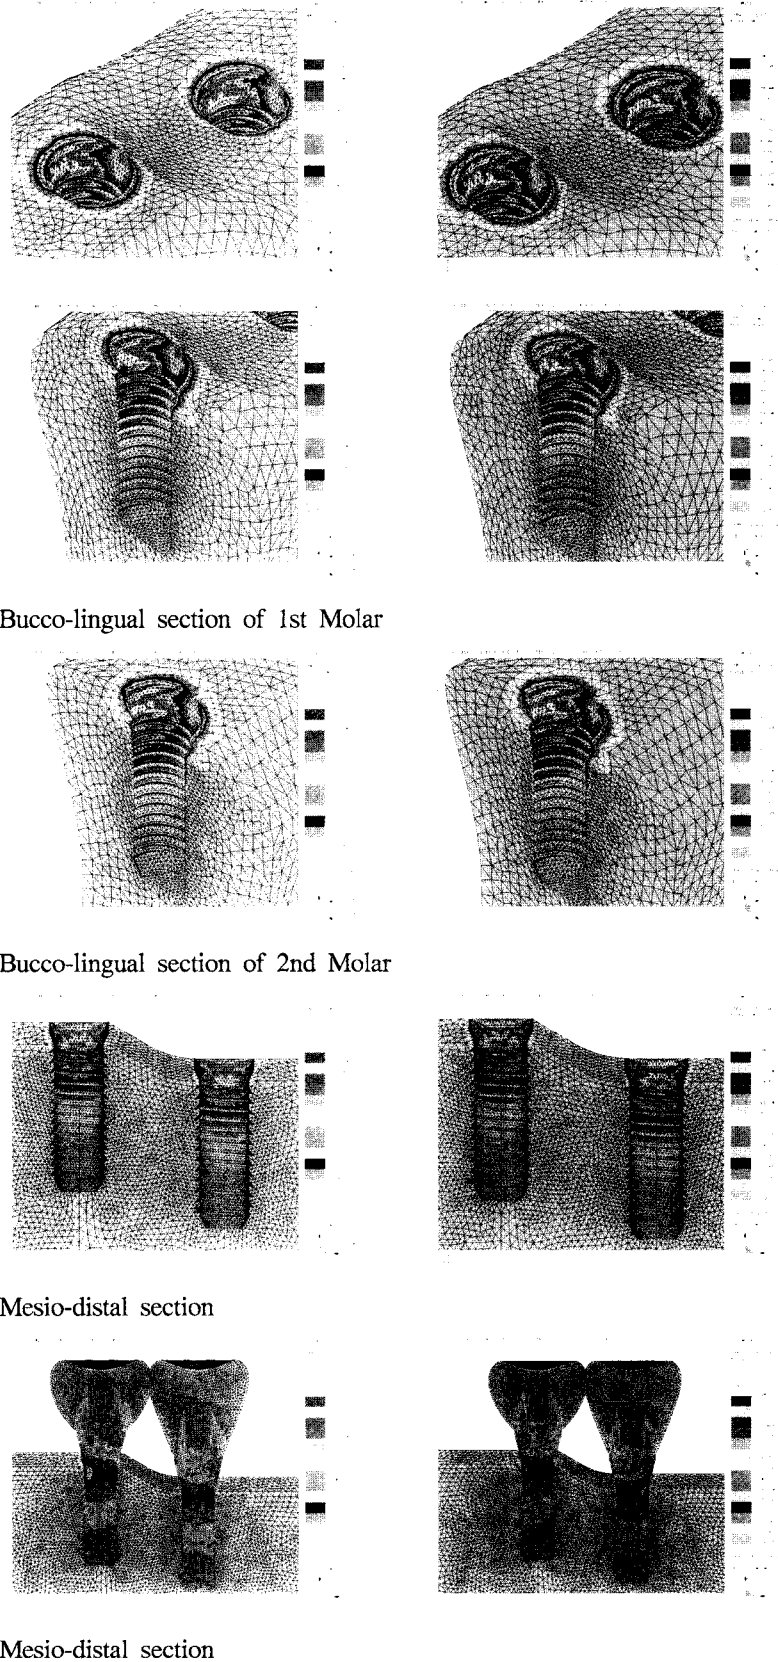 Bucco-lingual section of 1st Molar
Bucco-lingual section of 2nd Molar
Mesio-distal section
Mesio-distal section